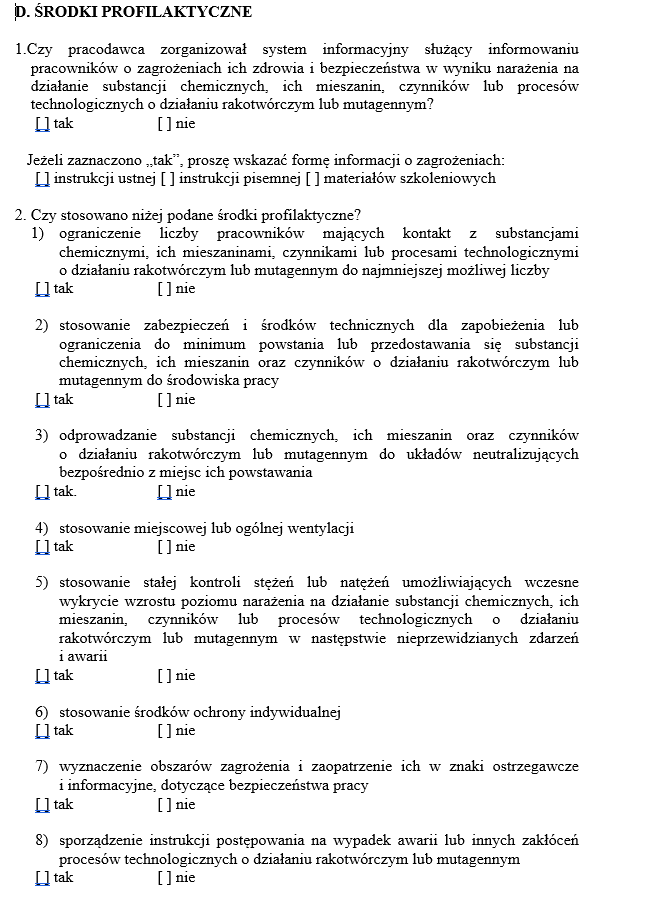 D. ŚRODKI PROFILAKTYCZNE
1.Czy pracodawca zorganizował system informacyjny służący informowaniu
pracowników o zagrożeniach ich zdrowia i bezpieczeństwa w wyniku narażenia na
działanie substancji chemicznych, ich mieszanin, czynników lub procesów
technologicznych o działaniu rakotwórczym lub mutagennym?
[ ] tak [ ] nie
Jeżeli zaznaczono „tak”, proszę wskazać formę informacji o zagrożeniach:
[ ] instrukcji ustnej [ ] instrukcji pisemnej [ ] materiałów szkoleniowych
2. Czy stosowano niżej podane środki profilaktyczne?
1) ograniczenie liczby pracowników mających kontakt z substancjami
chemicznymi, ich mieszaninami, czynnikami lub procesami technologicznymi
o działaniu rakotwórczym lub mutagennym do najmniejszej możliwej liczby
[ ] tak [ ] nie
2) stosowanie zabezpieczeń i środków technicznych dla zapobieżenia lub
ograniczenia do minimum powstania lub przedostawania się substancji
chemicznych, ich mieszanin oraz czynników o działaniu rakotwórczym lub
mutagennym do środowiska pracy
[ ] tak [ ] nie
3) odprowadzanie substancji chemicznych, ich mieszanin oraz czynników
o działaniu rakotwórczym lub mutagennym do układów neutralizujących
bezpośrednio z miejsc ich powstawania
[ ] tak. [ ] nie
4) stosowanie miejscowej lub ogólnej wentylacji
[ ] tak [ ] nie
5) stosowanie stałej kontroli stężeń lub natężeń umożliwiających wczesne
wykrycie wzrostu poziomu narażenia na działanie substancji chemicznych, ich
mieszanin, czynników lub procesów technologicznych o działaniu
rakotwórczym lub mutagennym w następstwie nieprzewidzianych zdarzeń
i awarii
[ ] tak [ ] nie
6) stosowanie środków ochrony indywidualnej
[ ] tak [ ] nie
7) wyznaczenie obszarów zagrożenia i zaopatrzenie ich w znaki ostrzegawcze
i informacyjne, dotyczące bezpieczeństwa pracy
[ ] tak [ ] nie
8) sporządzenie instrukcji postępowania na wypadek awarii lub innych zakłóceń
procesów technologicznych o działaniu rakotwórczym lub mutagennym
[ ] tak [ ] nie